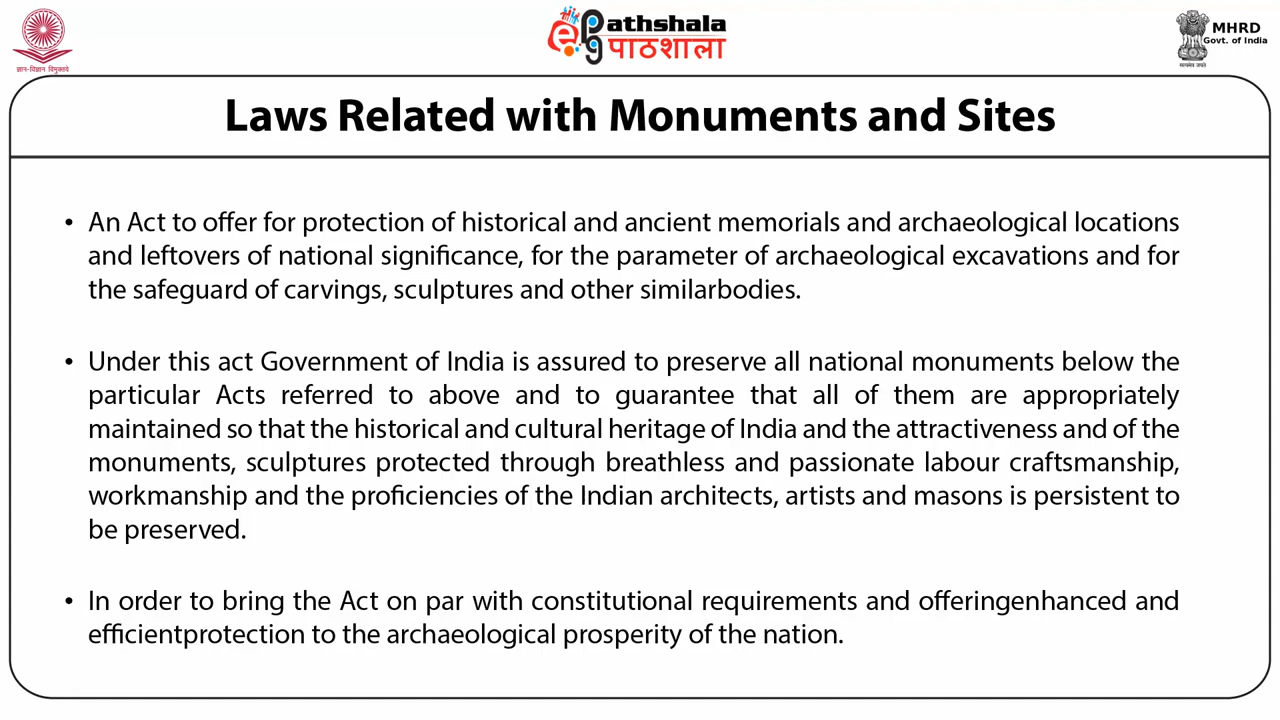 ज्ञान-विज्ञान विमुक्तये
ePathshala
पाठशाला
MHRD
Govt. of India
सत्यमेव जयते
Laws Related with Monuments and Sites
• An Act to offer for protection of historical and ancient memorials and archaeological locations
and leftovers of national significance, for the parameter of archaeological excavations and for
the safeguard of carvings, sculptures and other similarbodies.
• Under this act Government of India is assured to preserve all national monuments below the
particular Acts referred to above and to guarantee that all of them are appropriately
maintained so that the historical and cultural heritage of India and the attractiveness and of the
monuments, sculptures protected through breathless and passionate labour craftsmanship,
workmanship and the proficiencies of the Indian architects, artists and masons is persistent to
be preserved.
• In order to bring the Act on par with constitutional requirements and offeringenhanced and
efficientprotection to the archaeological prosperity of the nation.